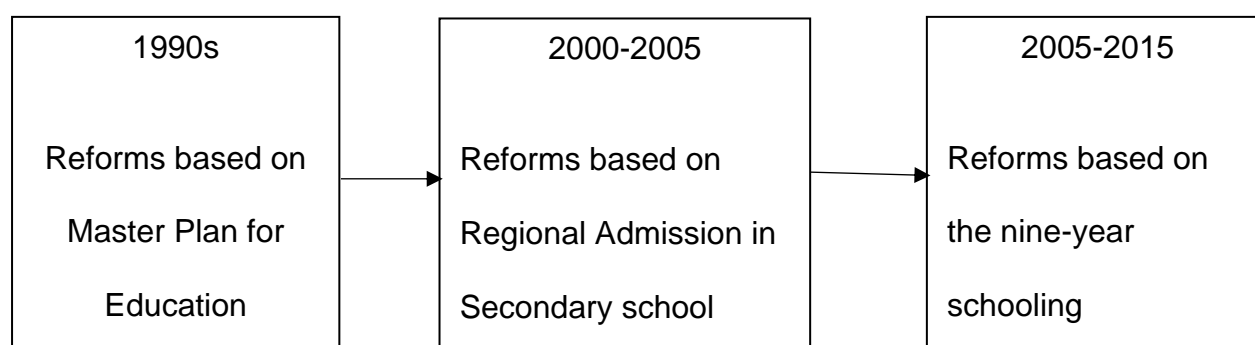 1990s
Reforms based on
Master Plan for
Education
2000-2005
Reforms based on
Regional Admission in
Secondary school
2005-2015
Reforms based on
the nine-year
schooling